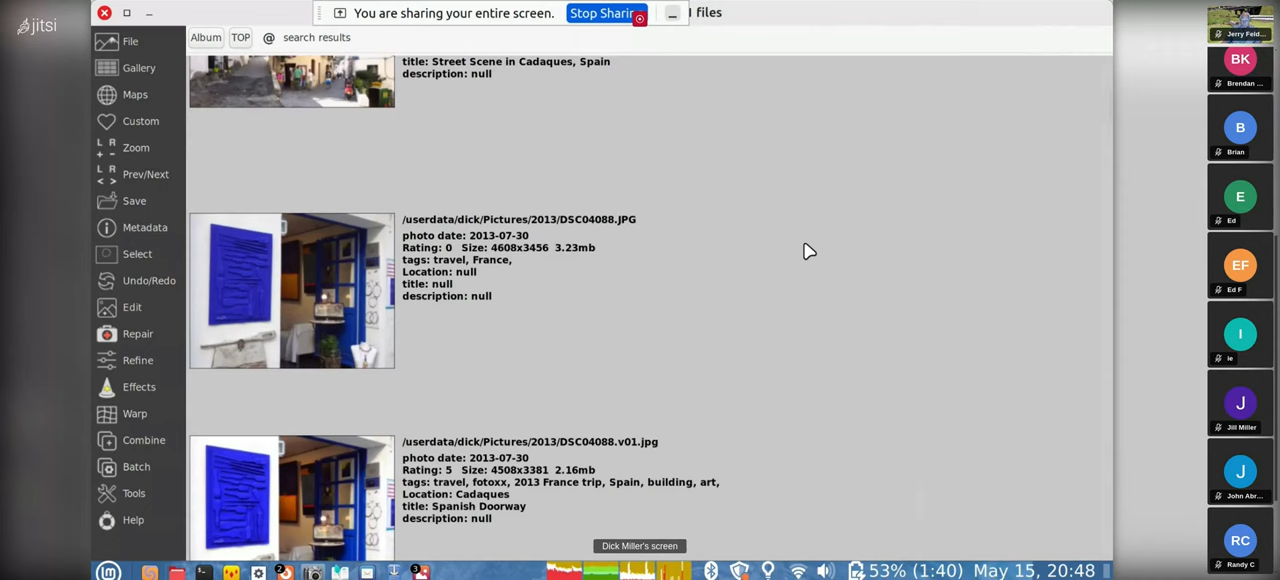 jitsi
You are sharing your entire screen. Stop Sharin
files
Album TOP @ search results
File
Gallery
Maps
Custom
L R
Zoom
L R
< > Prev/Next
Save
Metadata
Select
Undo/Redo
Edit
Repair
Refine
Effects
Warp
Combine
Batch
Tools
Help
title: Street Scene in Cadaques, Spain
description: null
/userdata/dick/Pictures/2013/DSC04088.JPG
photo date: 2013-07-30
Rating: 0 Size: 4608x3456 3.23mb
tags: travel, France,
Location: null
title: null
description: null
/userdata/dick/Pictures/2013/DSC04088.v01.jpg
photo date: 2013-07-30
Rating: 5 Size: 4508x3381 2.16mb
tags: travel, fotoxx, 2013 France trip, Spain, building, art,
Location: Cadaques
title: Spanish Doorway
description: null
Dick Miller's screen
2
3
53% (1:40) May 15, 20:48
Jerry Feld...
BK
Brendan ...
B
Brian
E
Ed
EF
Ed F
I
ie
J
Jill Miller
J
John Abr...
RC
Randy C